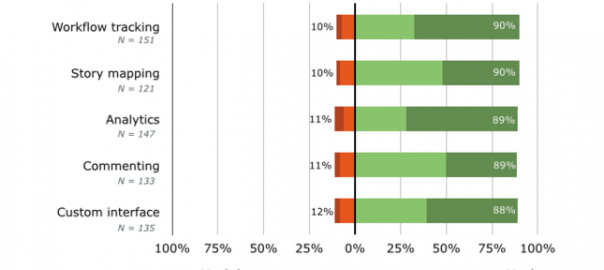 Workflow tracking 10% 90%
N = 151
Story mapping 10% 90%
N = 121
Analytics 11% 89%
N = 147
Commenting 11% 89%
N = 133
Custom interface 12% 88%
N = 135
100% 75% 50% 25% 0% 25% 50% 75% 100%